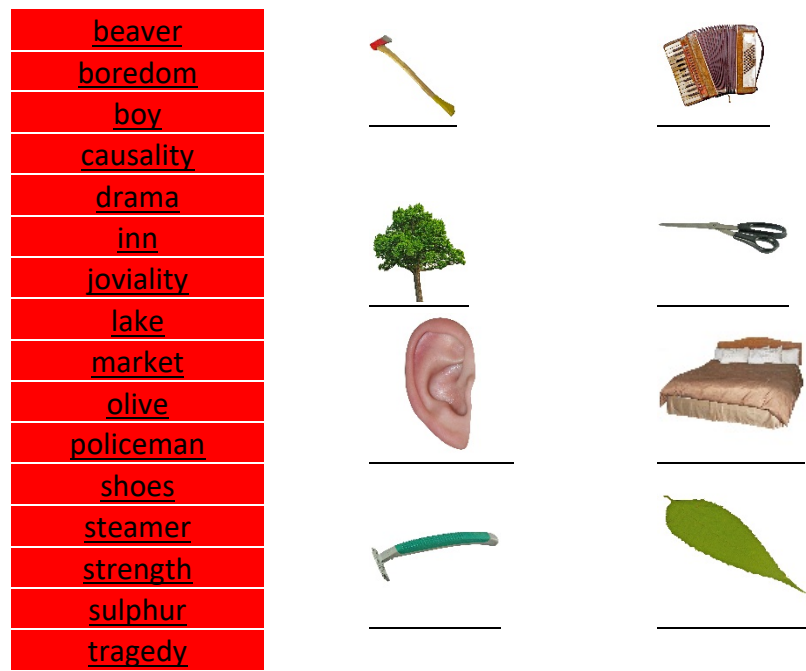 beaver
boredom
boy
causality
drama
inn
joviality
lake
market
olive
policeman
shoes
steamer
strength
sulphur
tragedy